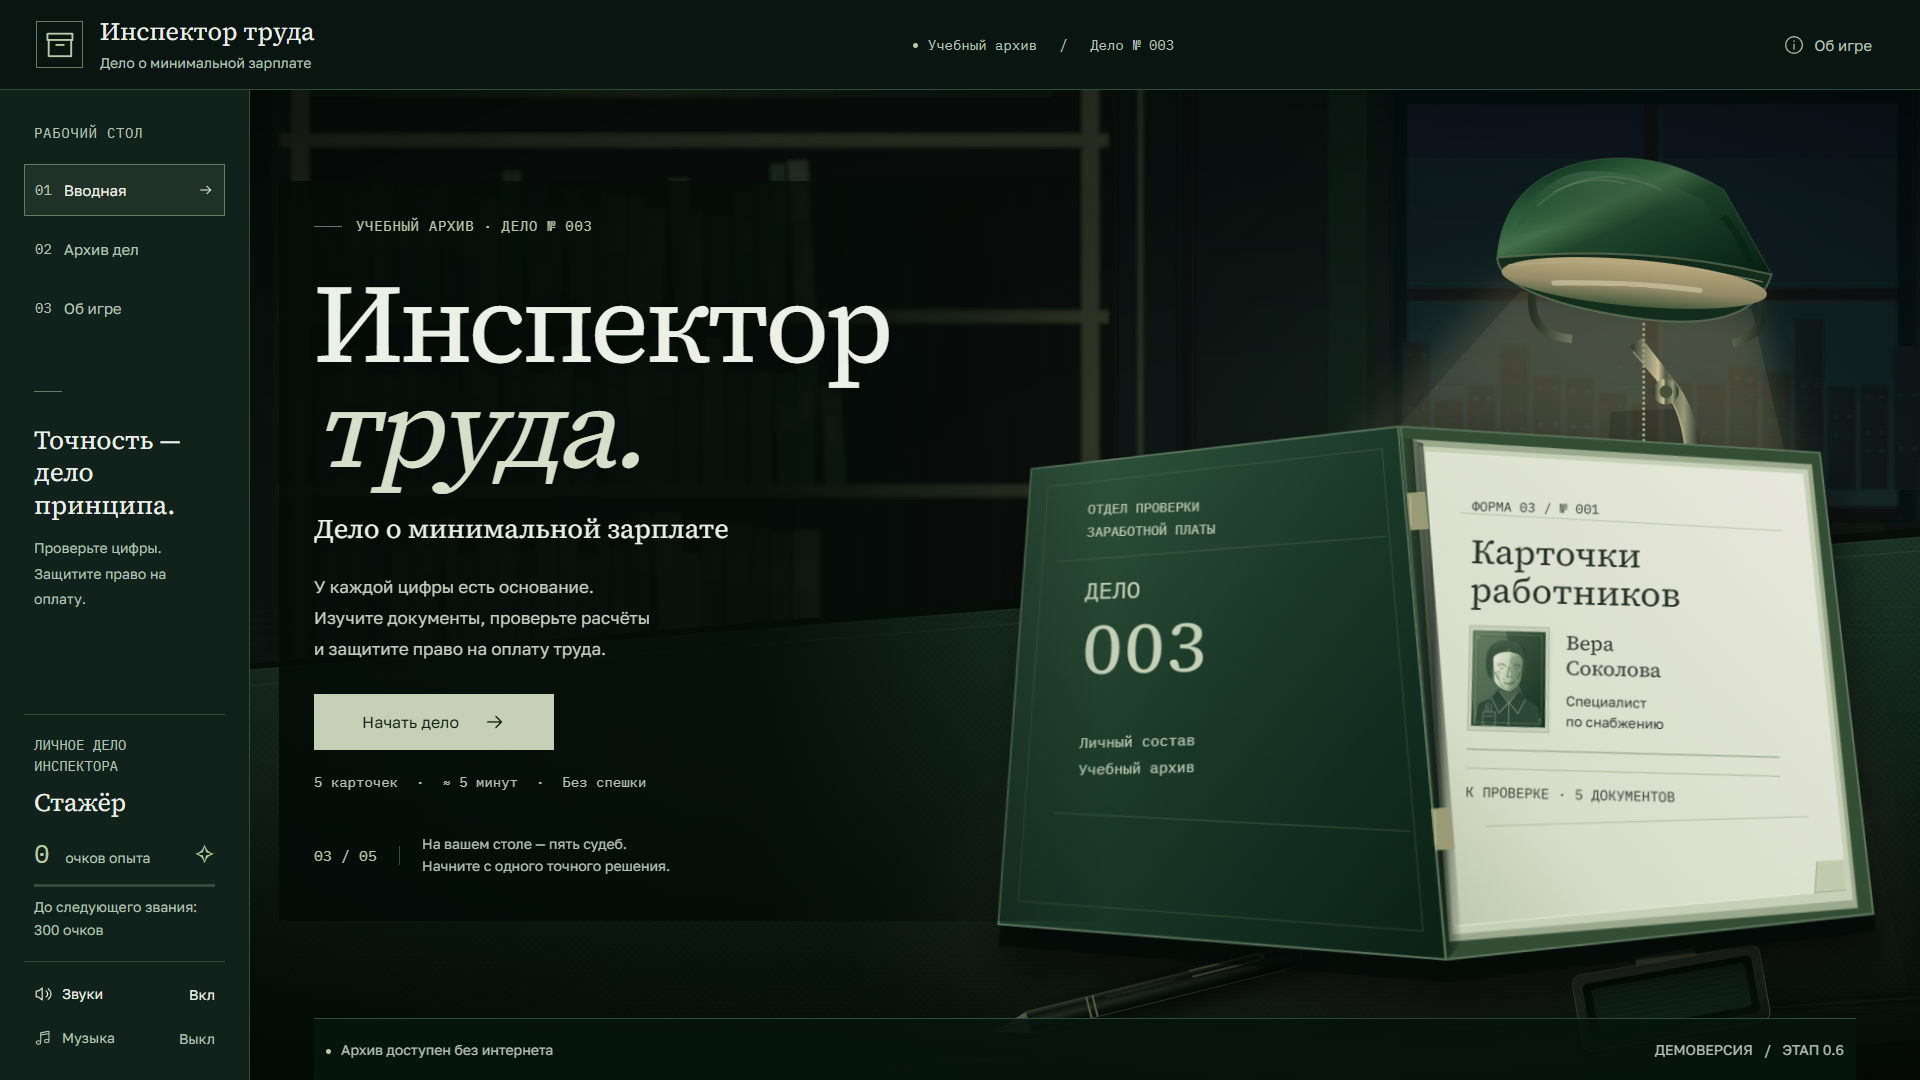 Инспектор труда
Дело о минимальной зарплате
• Учебный архив / Дело № 003
Об игре
РАБОЧИЙ СТОЛ
01 Вводная →
02 Архив дел
03 Об игре
Точность —
дело
принципа.
Проверьте цифры.
Защитите право на
оплату.
ЛИЧНОЕ ДЕЛО
ИНСПЕКТОРА
Стажёр
0 очков опыта
До следующего звания:
300 очков
Звуки Вкл
Музыка Выкл
УЧЕБНЫЙ АРХИВ · ДЕЛО № 003
Инспектор
труда.
Дело о минимальной зарплате
У каждой цифры есть основание.
Изучите документы, проверьте расчёты
и защитите право на оплату труда.
Начать дело →
5 карточек · ≈ 5 минут · Без спешки
03 / 05
На вашем столе — пять судеб.
Начните с одного точного решения.
ОТДЕЛ ПРОВЕРКИ
ЗАРАБОТНОЙ ПЛАТЫ
ДЕЛО
003
Личный состав
Учебный архив
ФОРМА 03 / № 001
Карточки
работников
Вера
Соколова
Специалист
по снабжению
К ПРОВЕРКЕ · 5 ДОКУМЕНТОВ
• Архив доступен без интернета
ДЕМОВЕРСИЯ / ЭТАП 0.6